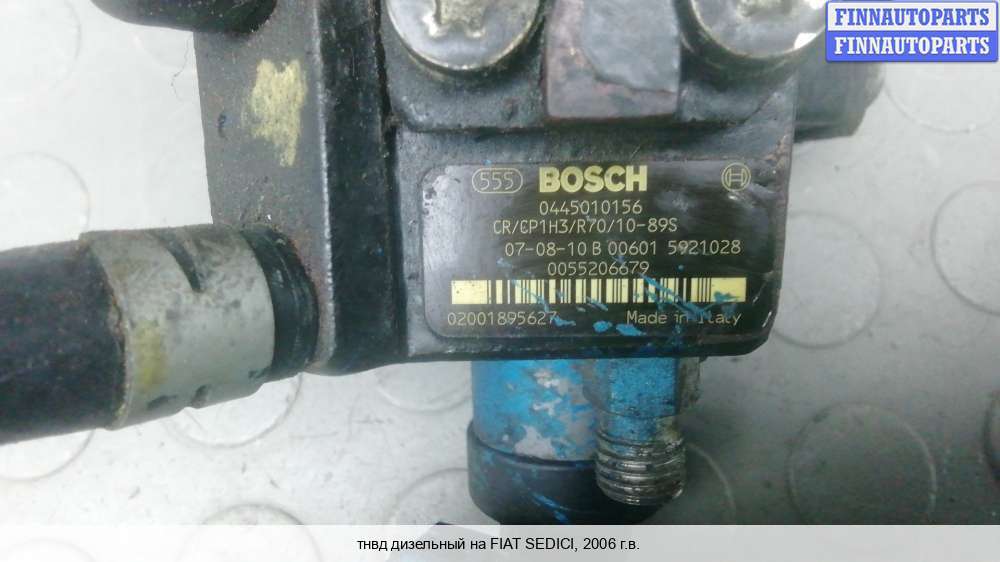 FINNAUTOPARTS
FINNAUTOPARTS
555 BOSCH
0445010156
CR/CP1H3/R70/10-89S
07-08-10 B 00601 5921028
0055206679
02001895627 Made in Italy
тнвд дизельный на FIAT SEDICI, 2006 г.в.